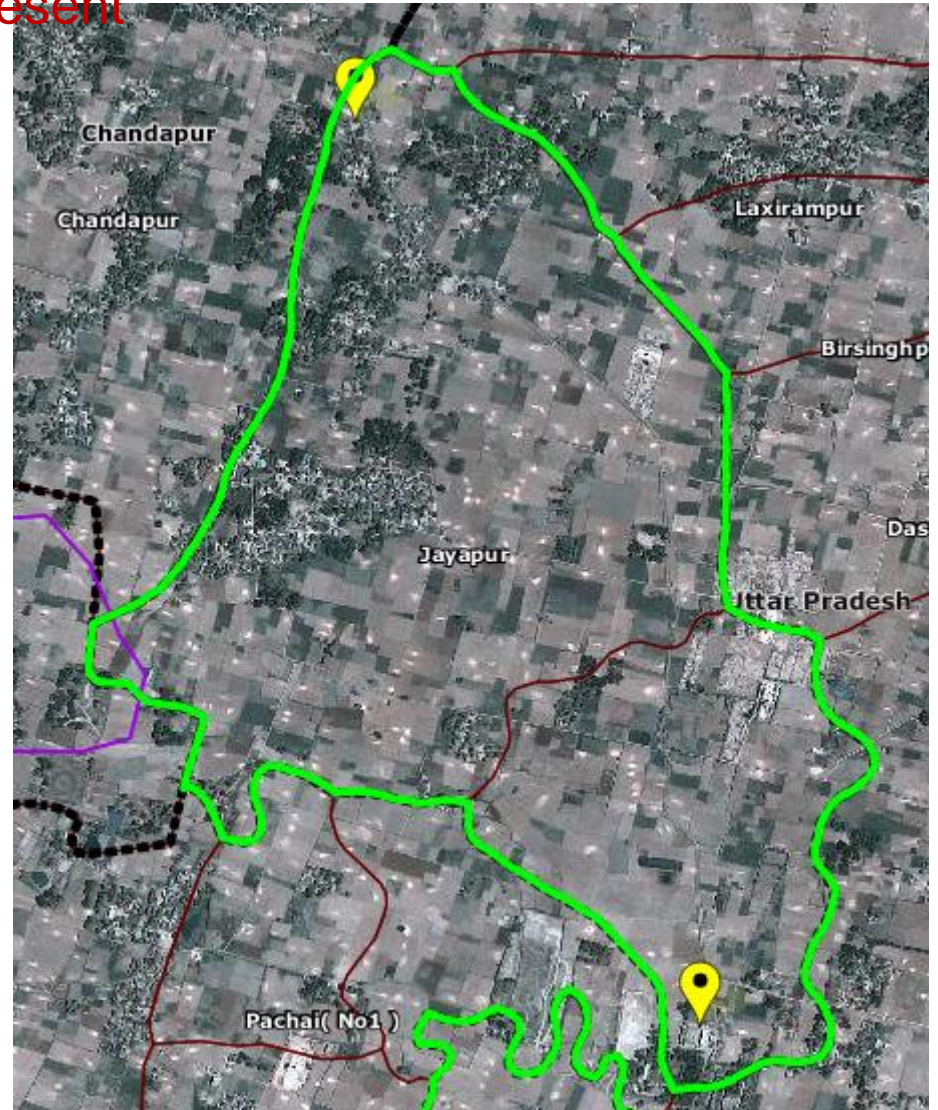 esent
Chandapur
Chandapur
Laxirampur
Birsinghp
Das
Jayapur
Uttar Pradesh
Pachai( No1 )